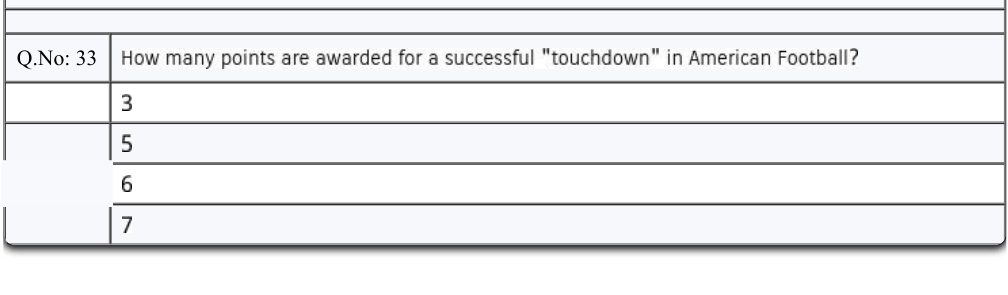 Q.No: 33 How many points are awarded for a successful "touchdown" in American Football?
3
5
6
7